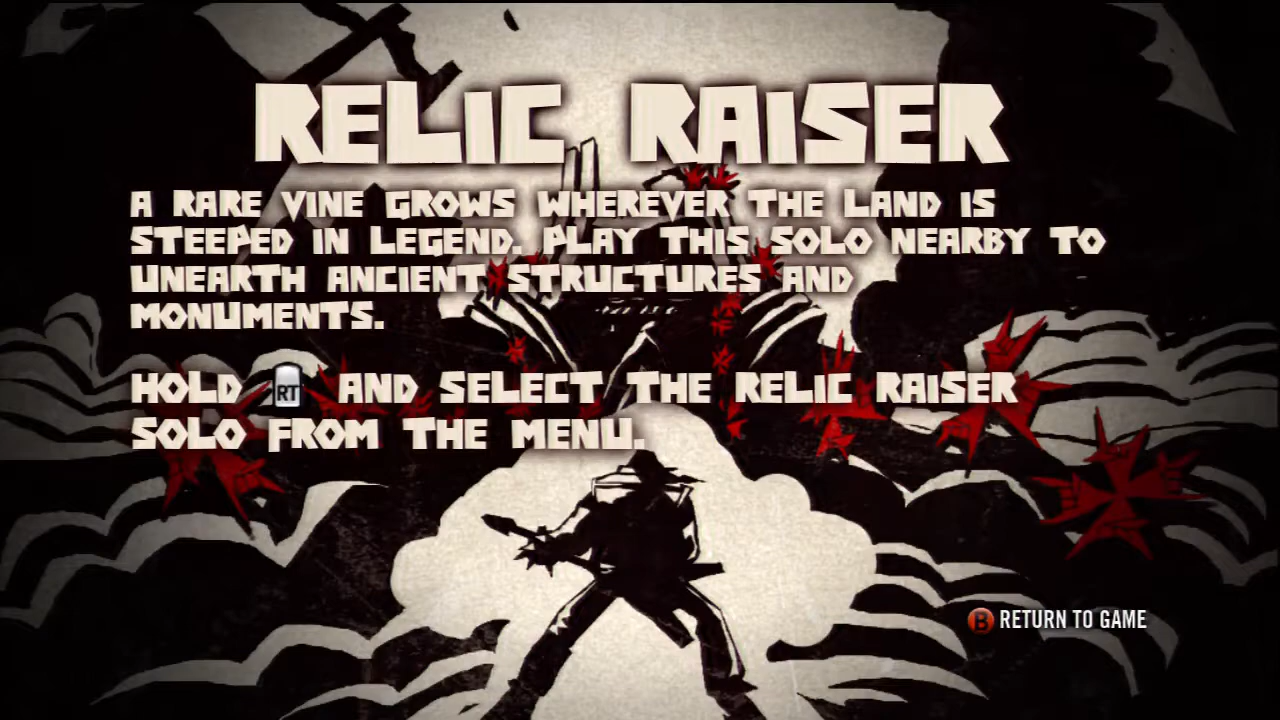 RELIC RAISER
A RARE VINE GROWS WHEREVER THE LAND IS
STEEPED IN LEGEND. PLAY THIS SOLO NEARBY TO
UNEARTH ANCIENT STRUCTURES AND
MONUMENTS.
HOLD RT AND SELECT THE RELIC RAISER
SOLO FROM THE MENU.
B RETURN TO GAME